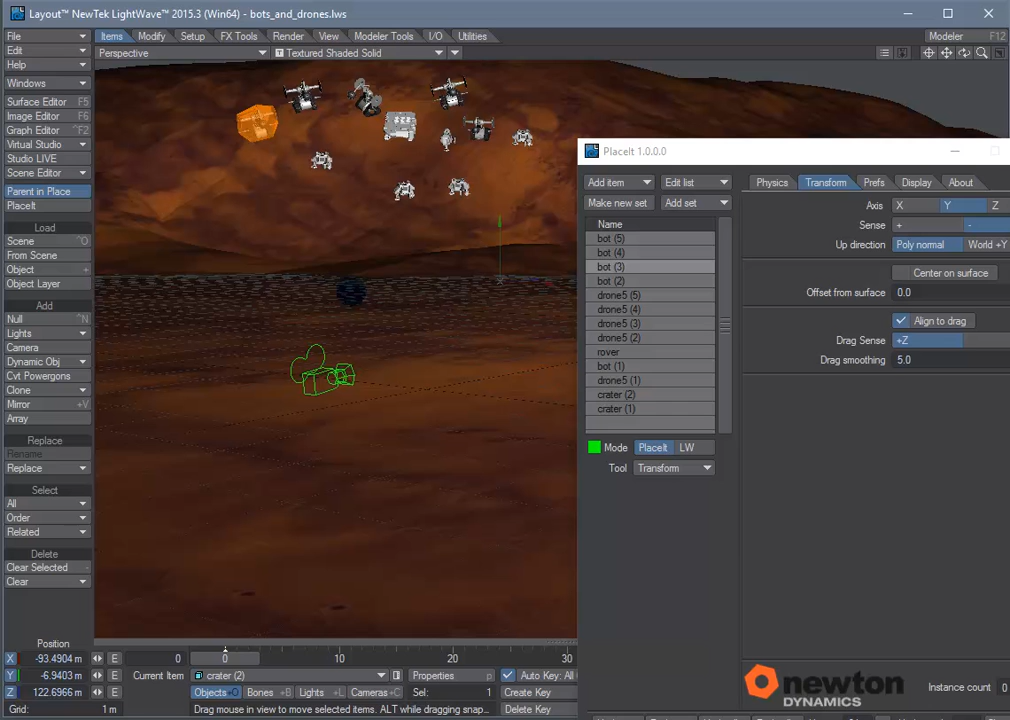 Layout™ NewTek LightWave™ 2015.3 (Win64) - bots_and_drones.lws
File
Items Modify Setup FX Tools Render View Modeler Tools I/O Utilities
Modeler F12
Edit
Perspective
T Textured Shaded Solid
Help
Windows
Surface Editor F5
Image Editor F6
Graph Editor ^F2
Virtual Studio
Studio LIVE
Scene Editor
Parent in Place
PlaceIt
Load
Scene ^O
From Scene
Object +
Object Layer
Add
Null ^N
Lights
Camera
Dynamic Obj
Cvt Powergons
Clone
Mirror +V
Array
Replace
Rename
Replace
Select
All
Order
Related
Delete
Clear Selected -
Clear
PlaceIt 1.0.0.0
Add item Edit list
Make new set Add set
Name
bot (5)
bot (4)
bot (3)
bot (2)
drone5 (5)
drone5 (4)
drone5 (3)
drone5 (2)
rover
bot (1)
drone5 (1)
crater (2)
crater (1)
Mode PlaceIt LW
Tool Transform
Physics Transform Prefs Display About
Axis X Y Z
Sense + -
Up direction Poly normal World +Y
Center on surface
Offset from surface 0.0
Align to drag
Drag Sense +Z
Drag smoothing 5.0
newton
DYNAMICS
Instance count 0
Position
X -93.4904 m E 0 0 10 20 30
Y -6.9403 m E Current Item crater (2) Properties p Auto Key: All
Z 122.6966 m E Objects +O Bones +B Lights +L Cameras +C Sel: 1 Create Key
Grid: 1 m Drag mouse in view to move selected items. ALT while dragging snap... Delete Key